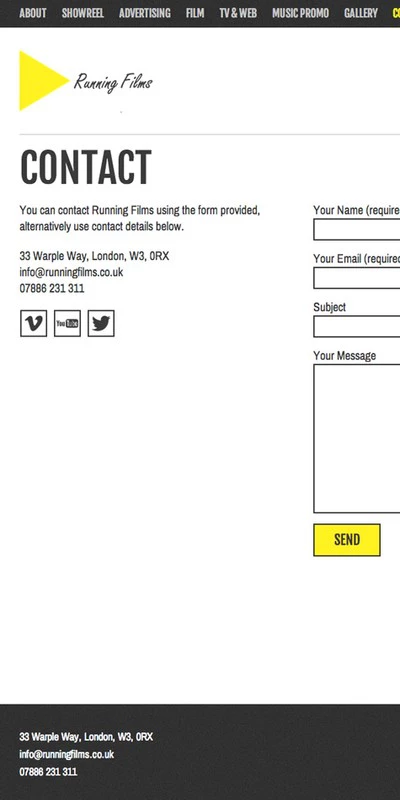 ABOUT SHOWREEL ADVERTISING FILM TV & WEB MUSIC PROMO GALLERY
Running Films
CONTACT
You can contact Running Films using the form provided,
alternatively use contact details below.
33 Warple Way, London, W3, 0RX
info@runningfilms.co.uk
07886 231 311
You Tube
Your Name (require
Your Email (required
Subject
Your Message
SEND
33 Warple Way, London, W3, 0RX
info@runningfilms.co.uk
07886 231 311